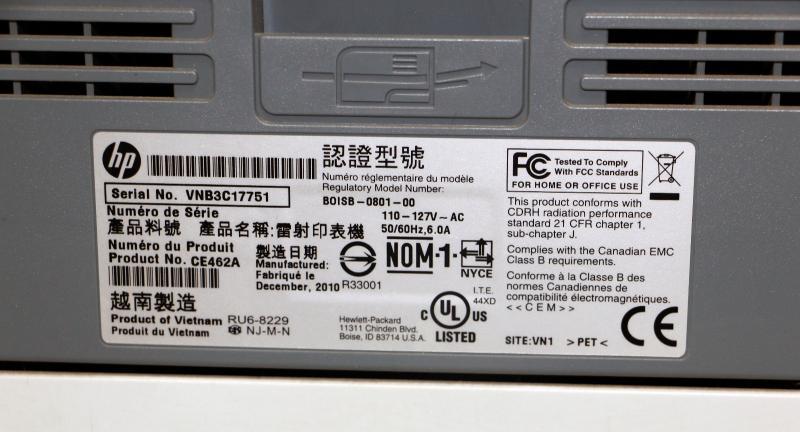 hp
認證型號
Numéro réglementaire du modèle
Regulatory Model Number:
BOISB-0801-00
Serial No. VNB3C17751
Numéro de Série
110-127V~AC
50/60Hz, 6.0A
產品料號 產品名稱:雷射印表機
Numéro du Produit
Product No. CE462A
製造日期
Manufactured:
Fabriqué le
December, 2010
R33001
NOM-1-
NYCE
越南製造
Product of Vietnam
Produit du Vietnam
RU6-8229
NJ-M-N
Hewlett-Packard
11311 Chinden Blvd.
Boise, ID 83714 U.S.A.
I.T.E.
44XD
C UL US
LISTED
FC Tested To Comply
With FCC Standards
FOR HOME OR OFFICE USE
This product conforms with
CDRH radiation performance
standard 21 CFR chapter 1,
sub-chapter J.
Complies with the Canadian EMC
Class B requirements.
Conforme à la Classe B des
normes Canadiennes de
compatibilité électromagnétiques.
<<CEM>>
CE
SITE:VN1 >PET<